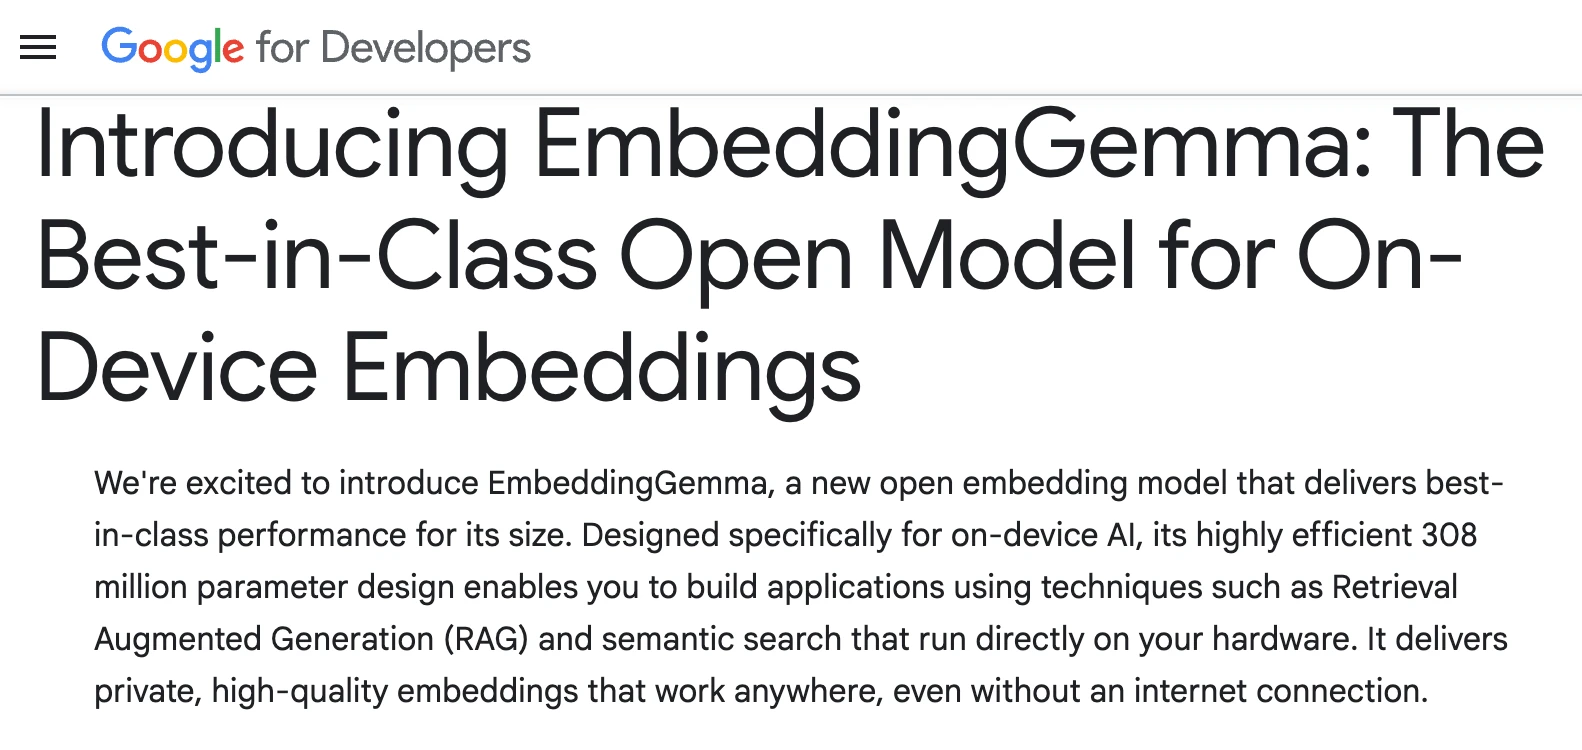 Google for Developers
Introducing EmbeddingGemma: The
Best-in-Class Open Model for On-
Device Embeddings
We're excited to introduce EmbeddingGemma, a new open embedding model that delivers best-
in-class performance for its size. Designed specifically for on-device AI, its highly efficient 308
million parameter design enables you to build applications using techniques such as Retrieval
Augmented Generation (RAG) and semantic search that run directly on your hardware. It delivers
private, high-quality embeddings that work anywhere, even without an internet connection.